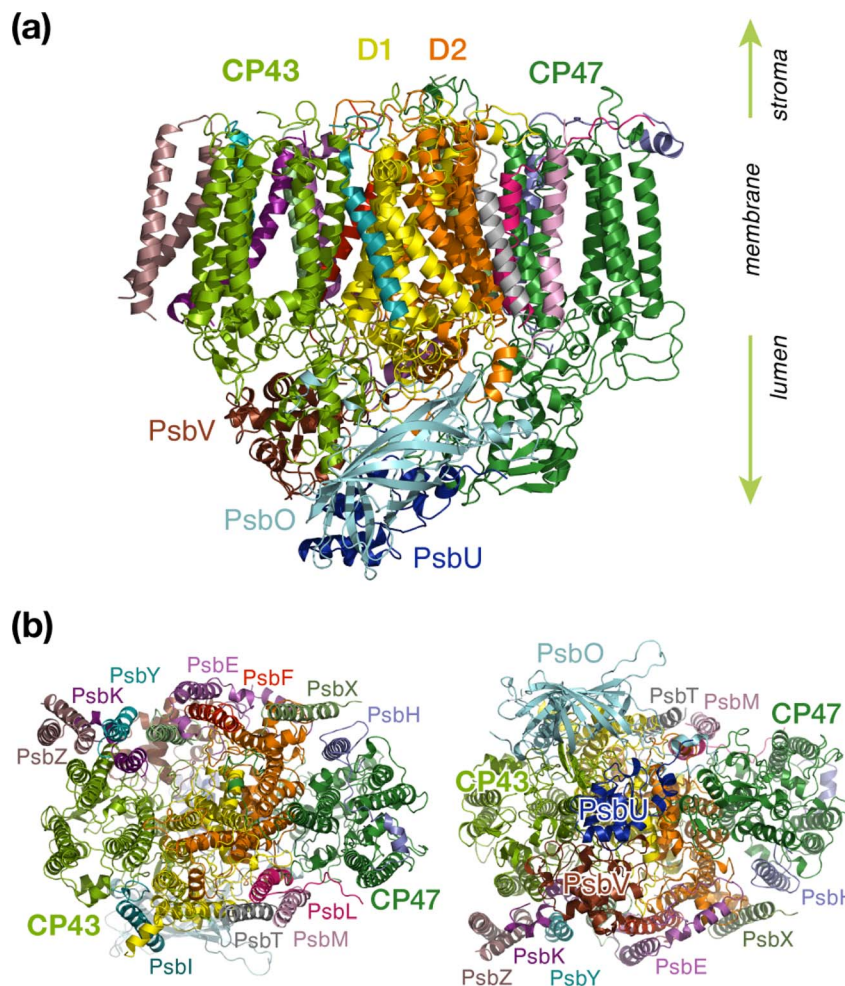 (a)
D1 D2
CP43 CP47
stroma
membrane
lumen
PsbV
PsbO
PsbU
(b)
PsbE
PsbY PsbF
PsbK PsbX
PsbZ PsbH
CP43 CP47
PsbL
PsbT PsbM
PsbI
PsbO
PsbT
PsbM
CP47
CP43
PsbU
PsbV
PsbH
PsbX
PsbK PsbE
PsbZ PsbY